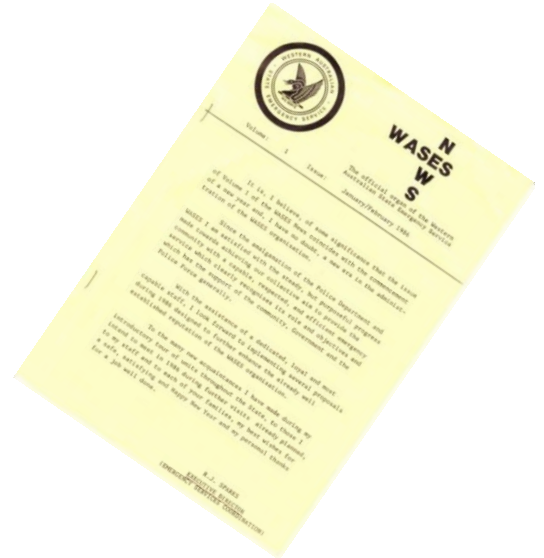 WESTERN AUSTRALIAN
STATE EMERGENCY SERVICE
NEWS
WASES
The official organ of the Western
Australian State Emergency Service
Volume: 1 Issue: January/February 1986
It is, I believe, of some significance that the issue
of Volume 1 of the WASES News coincides with the commencement
of a new year and, I have no doubt, a new era in the adminis-
tration of the WASES organisation.
Since the amalgamation of the Police Department and
WASES I am satisfied with the steady, but purposeful progress
made towards achieving our collective aim to provide the
community with a capable, respected, and efficient emergency
service which clearly recognises its role and objectives and
which has the support of the community, Government and the
Police Force generally.
With the assistance of a dedicated, loyal and most
capable staff, I look forward to implementing several proposals
during 1986 designed to further enhance the already well
established reputation of the WASES organisation.
To the many new acquaintances I have made during my
introductory tour of units throughout the State, to those I
intend to meet in 1986 during further visits already planned,
to my staff and to each of your families, my best wishes for
a safe, satisfying and Happy New Year and my personal thanks
for a job well done.
R.J. SPARKS
EXECUTIVE DIRECTOR
(EMERGENCY SERVICES COORDINATION)